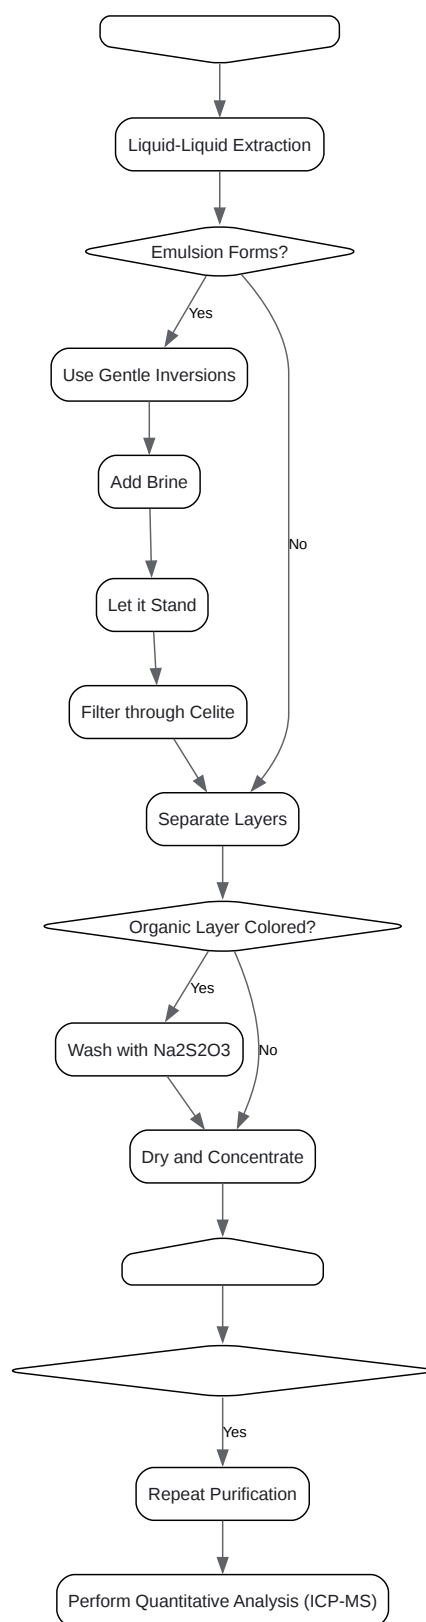 Liquid-Liquid Extraction
Emulsion Forms?
Yes
Use Gentle Inversions
Add Brine
No
Let it Stand
Filter through Celite
Separate Layers
Organic Layer Colored?
Yes
Wash with Na2S2O3
No
Dry and Concentrate
Yes
Repeat Purification
Perform Quantitative Analysis (ICP-MS)